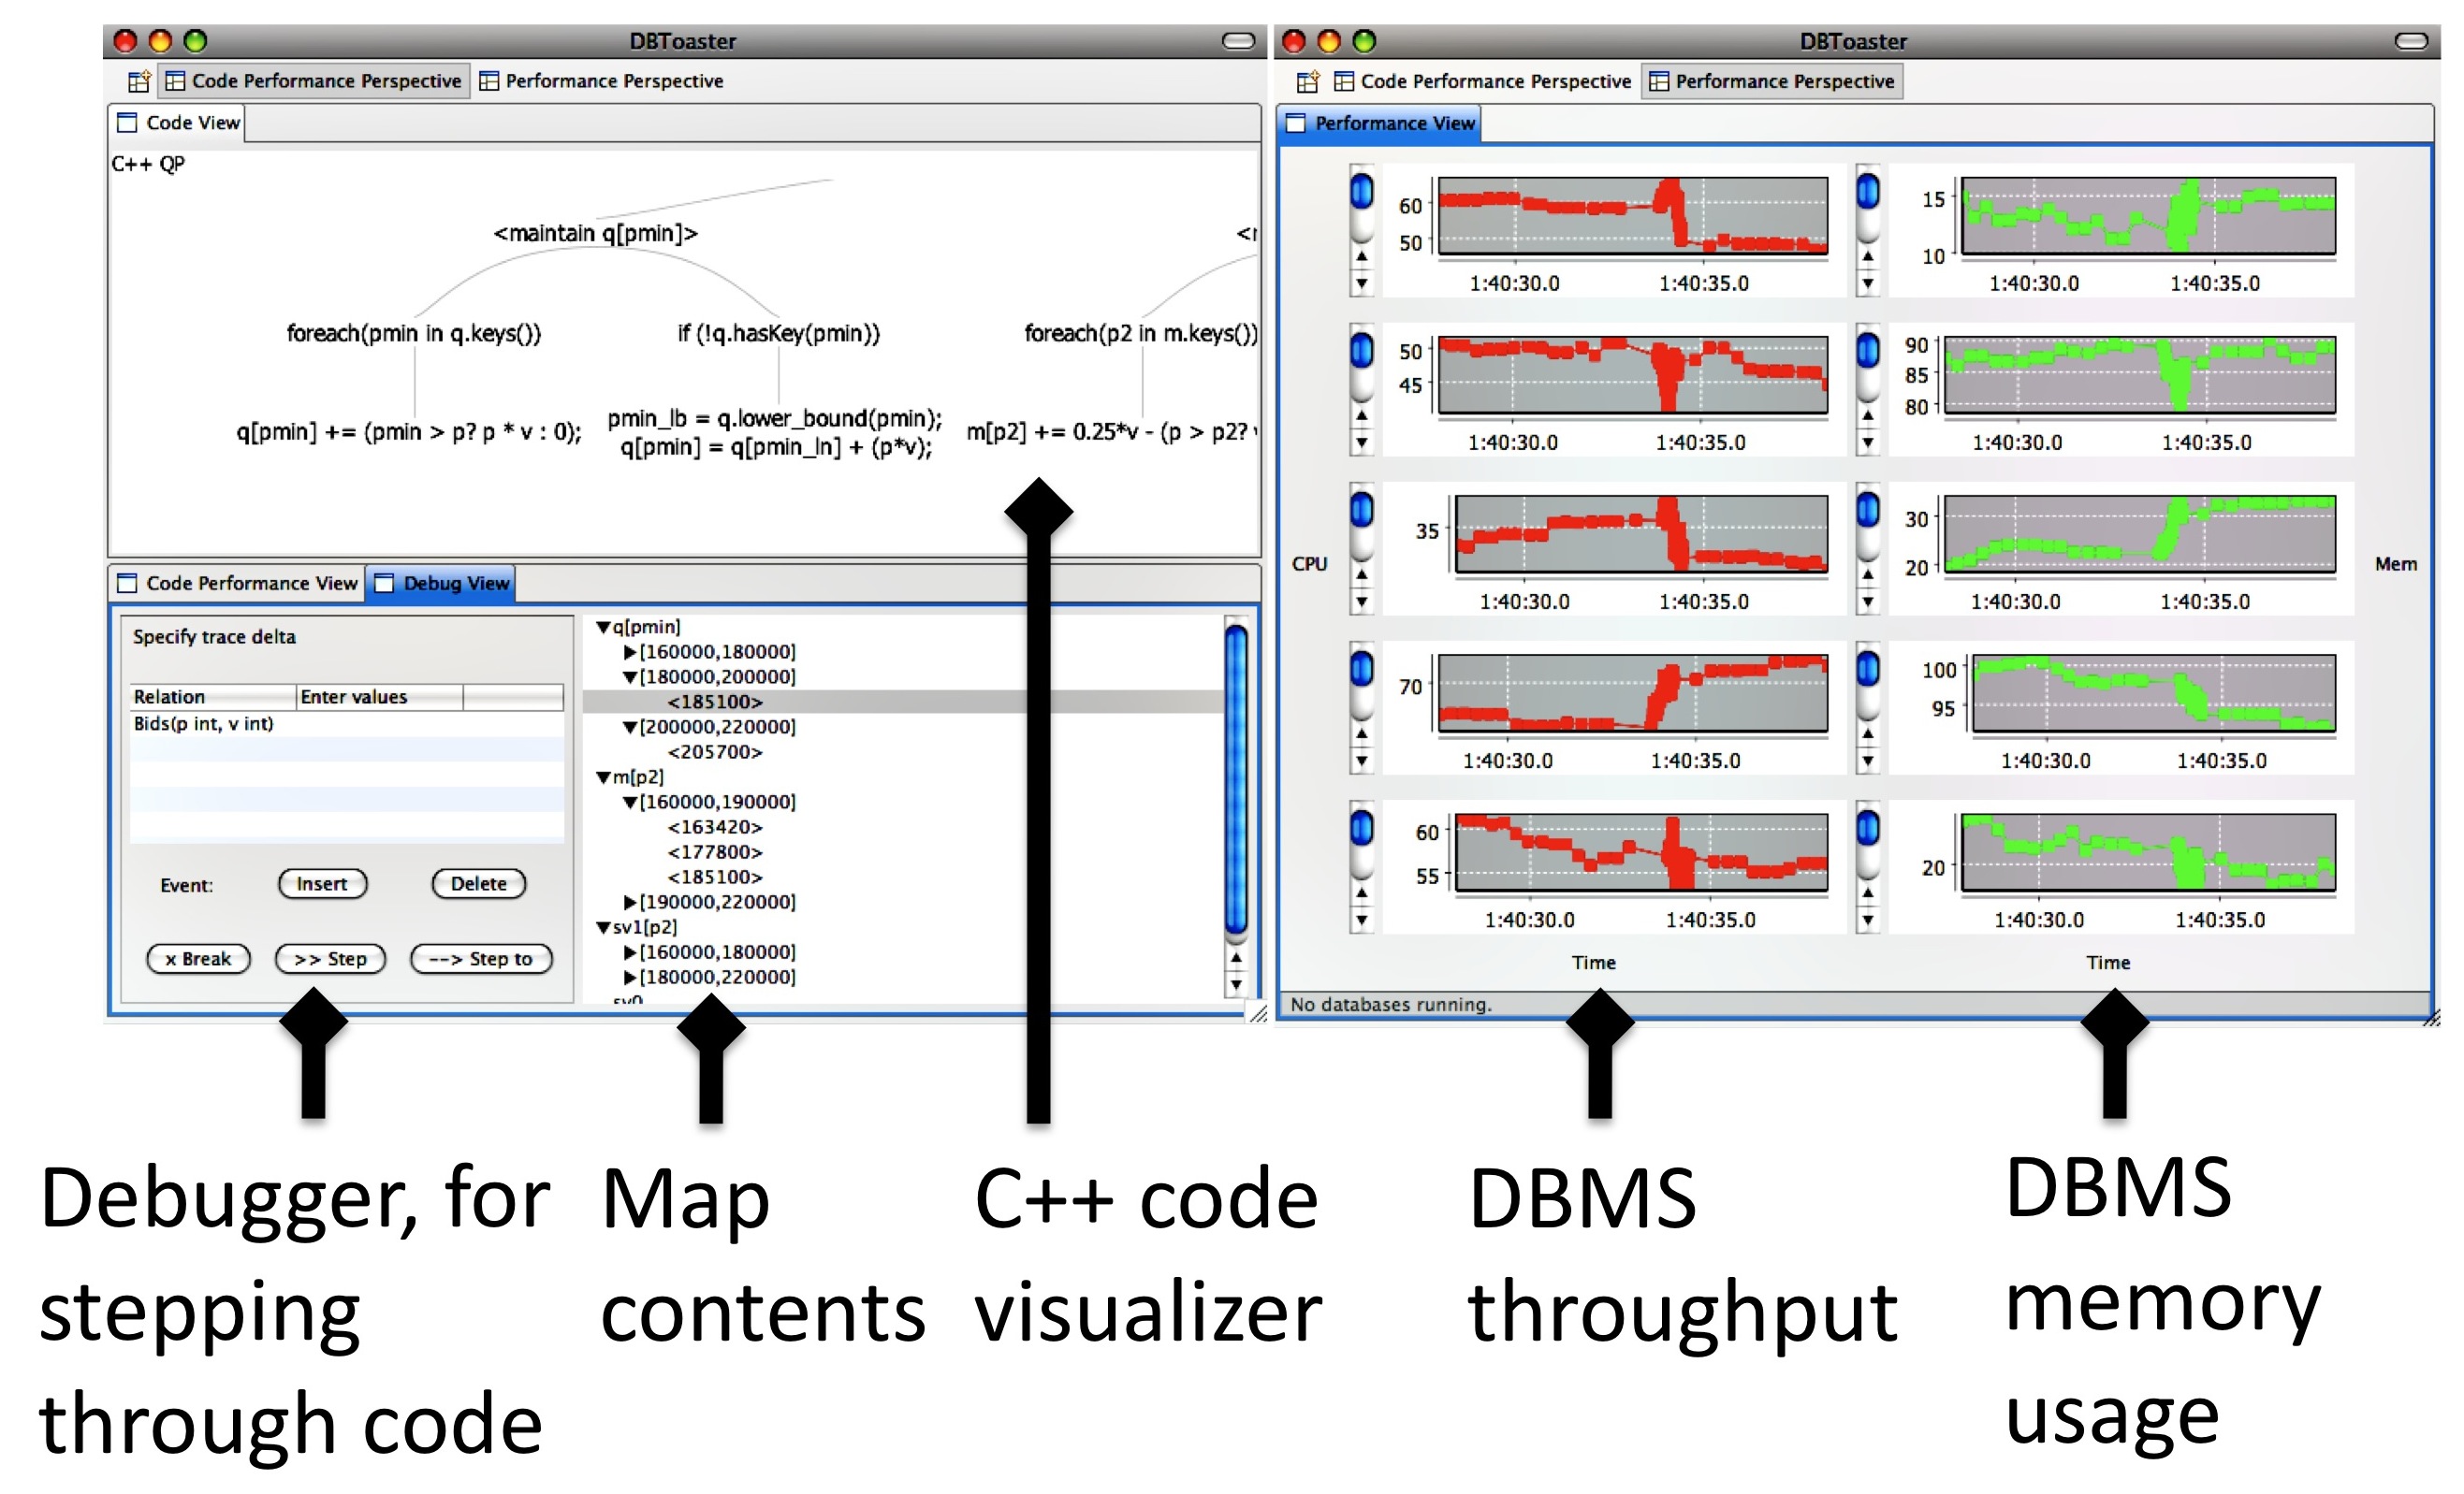 DBToaster
Code Performance Perspective Performance Perspective
Code View
C++ QP
<maintain q[pmin]>
foreach(pmin in q.keys()) if (!q.hasKey(pmin)) foreach(p2 in m.keys())
q[pmin] += (pmin > p? p * v : 0);
pmin_lb = q.lower_bound(pmin);
q[pmin] = q[pmin_ln] + (p*v);
m[p2] += 0.25*v - (p > p2?
Code Performance View Debug View
Specify trace delta
Relation Enter values
Bids(p int, v int)
Event: Insert Delete
x Break >> Step --> Step to
▼q[pmin]
▶[160000,180000]
▼[180000,200000]
<185100>
▼[200000,220000]
<205700>
▼m[p2]
▼[160000,190000]
<163420>
<177800>
<185100>
▶[190000,220000]
▼sv1[p2]
▶[160000,180000]
▶[180000,220000]
sv0
DBToaster
Code Performance Perspective Performance Perspective
Performance View
CPU
60
50
1:40:30.0 1:40:35.0
15
10
1:40:30.0 1:40:35.0
50
45
1:40:30.0 1:40:35.0
90
85
80
1:40:30.0 1:40:35.0
35
1:40:30.0 1:40:35.0
30
20
1:40:30.0 1:40:35.0
Mem
70
1:40:30.0 1:40:35.0
100
95
1:40:30.0 1:40:35.0
60
55
1:40:30.0 1:40:35.0
20
1:40:30.0 1:40:35.0
Time Time
No databases running.
Debugger, for
stepping
through code
Map
contents
C++ code
visualizer
DBMS
throughput
DBMS
memory
usage